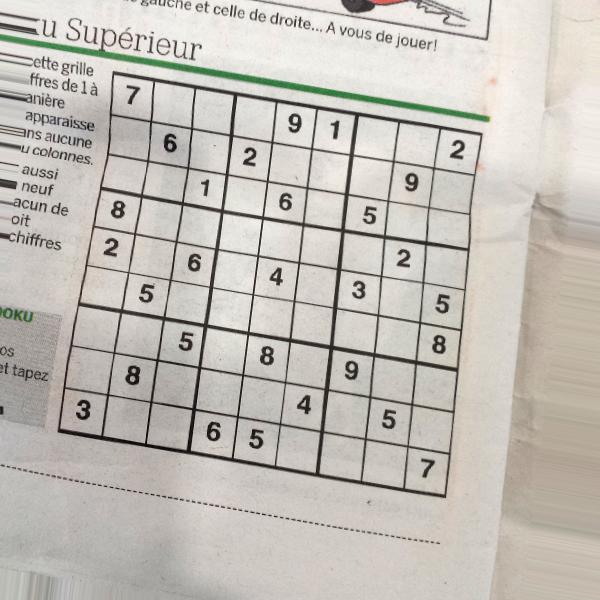 gauche et celle de droite... A vous de jouer!
u Supérieur
ette grille
ffres de 1 à
anière
apparaisse
ns aucune
u colonnes.
aussi
neuf
acun de
oit
chiffres
DOKU
os
et tapez
7 9 1 2
6 2 9
1 6 5
8 2
2 6 4 3 5
5 8
5 8 9
8 4 5
3 6 5 7